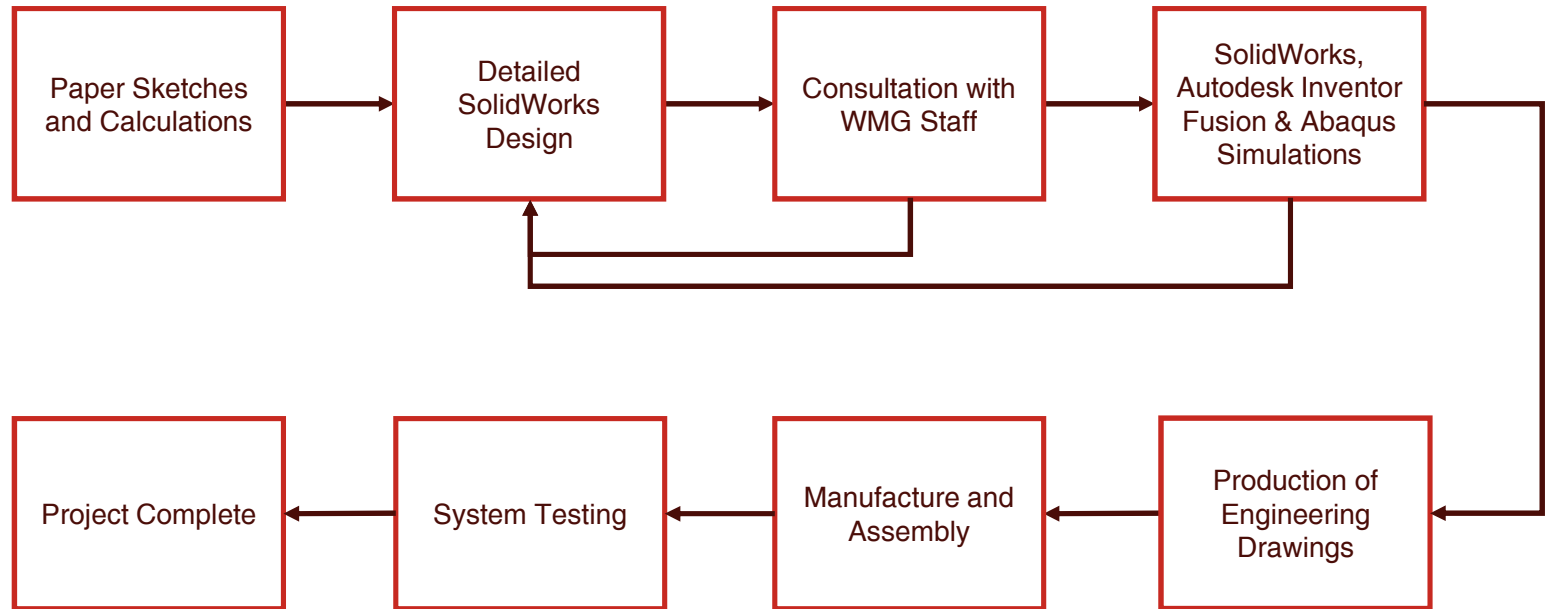 Paper Sketches
and Calculations
Detailed
SolidWorks
Design
Consultation with
WMG Staff
SolidWorks,
Autodesk Inventor
Fusion & Abaqus
Simulations
Project Complete
System Testing
Manufacture and
Assembly
Production of
Engineering
Drawings